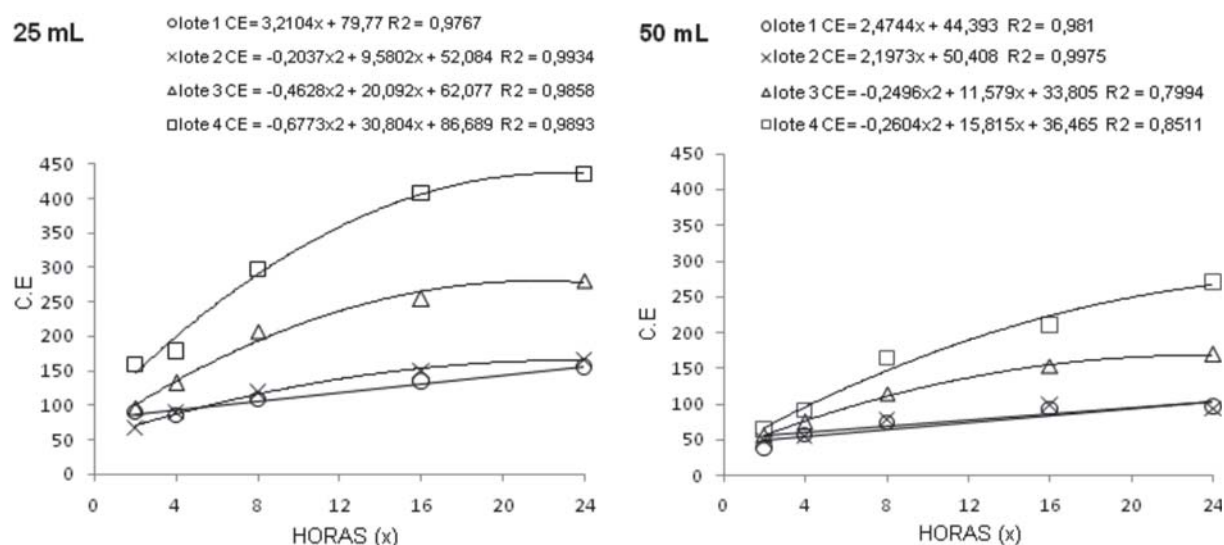 25 mL
lote 1 CE= 3,2104x + 79,77 R2 = 0,9767
lote 2 CE = -0,2037x2 + 9,5802x + 52,084 R2 = 0,9934
lote 3 CE = -0,4628x2 + 20,092x + 62,077 R2 = 0,9858
lote 4 CE = -0,6773x2 + 30,804x + 86,689 R2 = 0,9893
450
400
350
300
250
200
150
100
50
0
C.E
0 4 8 12 16 20 24
HORAS (x)
50 mL
lote 1 CE= 2,4744x + 44,393 R2 = 0,981
lote 2 CE= 2,1973x + 50,408 R2 = 0,9975
lote 3 CE= -0,2496x2 + 11,579x + 33,805 R2 = 0,7994
lote 4 CE= -0,2604x2 + 15,815x + 36,465 R2 = 0,8511
450
400
350
300
250
200
150
100
50
0
C.E
0 4 8 12 16 20 24
HORAS (x)